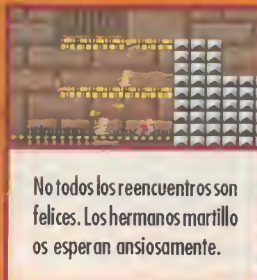 No todos los reencuentros son
felices. Los hermanos martillo
os esperan ansiosamente.